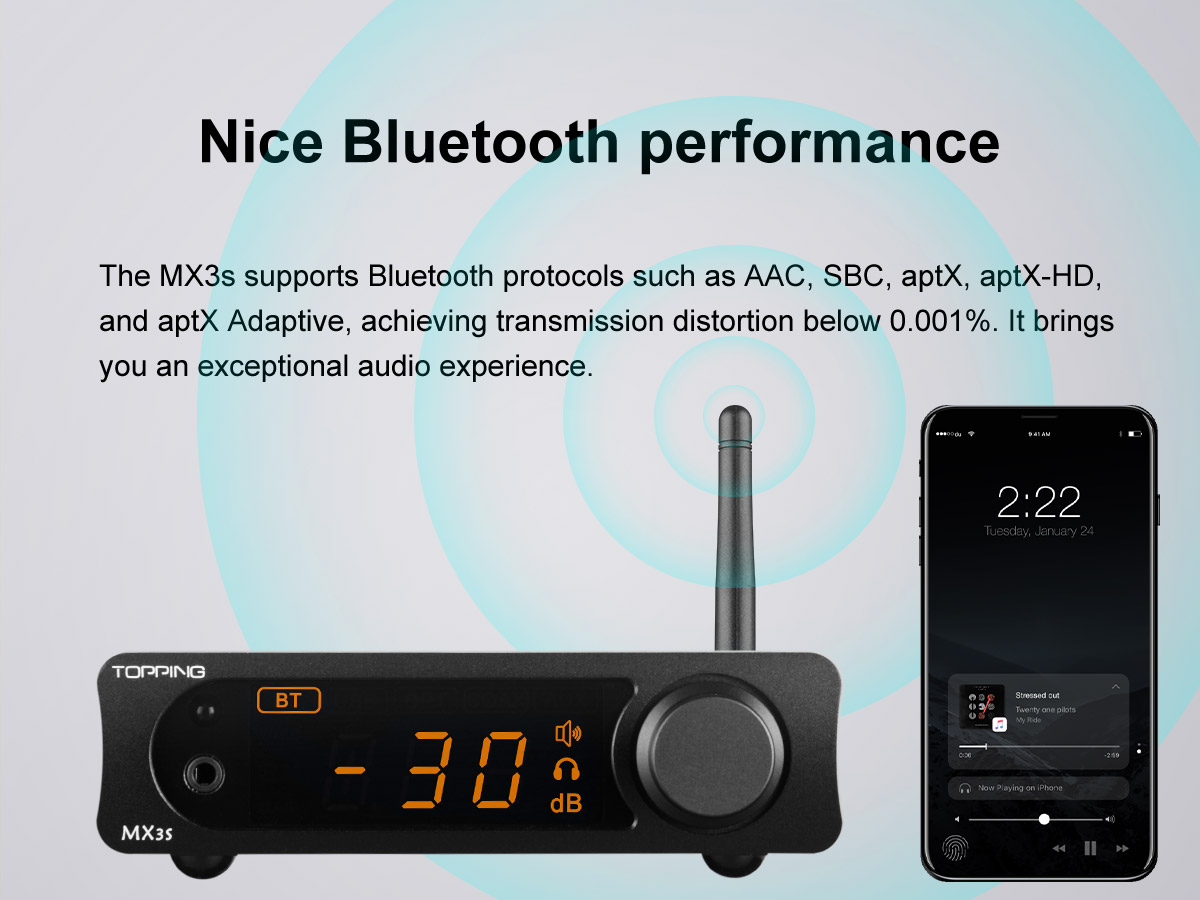 Nice Bluetooth performance
The MX3s supports Bluetooth protocols such as AAC, SBC, aptX, aptX-HD,
and aptX Adaptive, achieving transmission distortion below 0.001%. It brings
you an exceptional audio experience.
TOPPING
BT
-30
dB
MX3s
9:41 AM
2:22
Tuesday, January 24
Stressed out
Twenty one pilots
My Ride
0:00
-2:59
Now Playing on iPhone